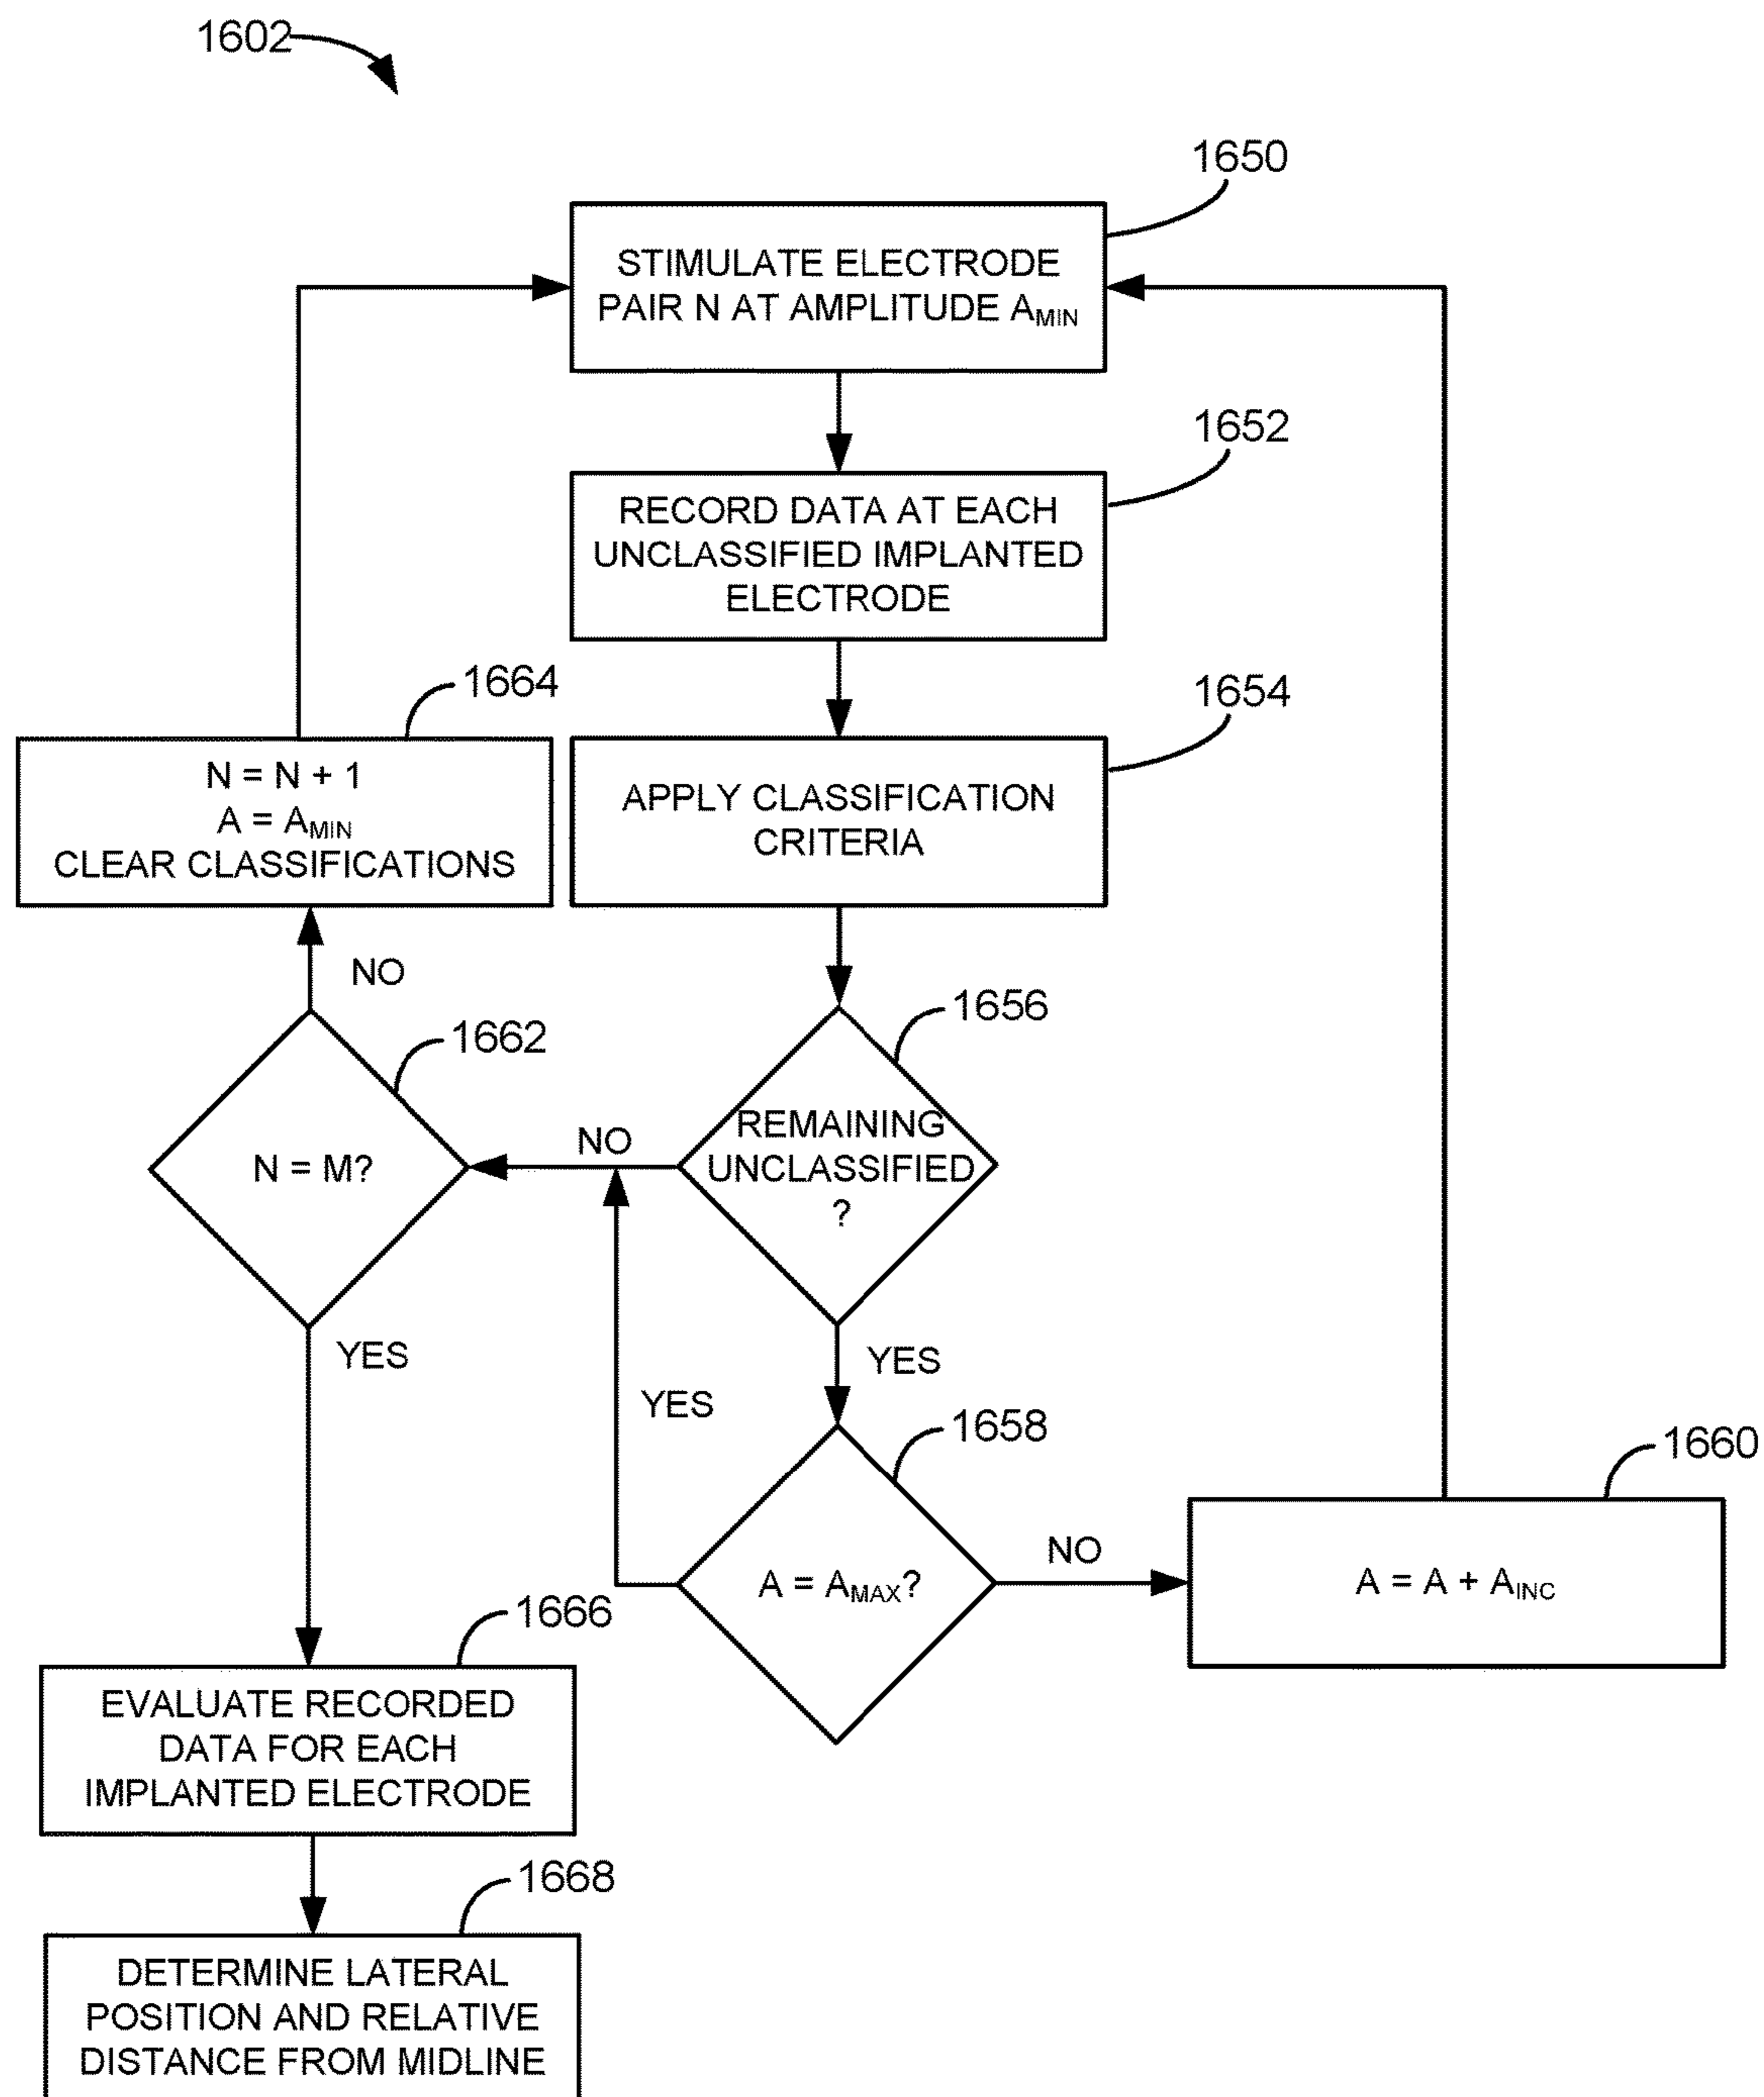 1602
1650
STIMULATE ELECTRODE
PAIR N AT AMPLITUDE AMIN
1652
RECORD DATA AT EACH
UNCLASSIFIED IMPLANTED
ELECTRODE
1664
N = N + 1
A = AMIN
CLEAR CLASSIFICATIONS
1654
APPLY CLASSIFICATION
CRITERIA
NO
1656
REMAINING
UNCLASSIFIED
?
1662
N = M?
NO
YES
YES
YES
1658
A = AMAX?
NO
1660
A = A + AINC
1666
EVALUATE RECORDED
DATA FOR EACH
IMPLANTED ELECTRODE
1668
DETERMINE LATERAL
POSITION AND RELATIVE
DISTANCE FROM MIDLINE